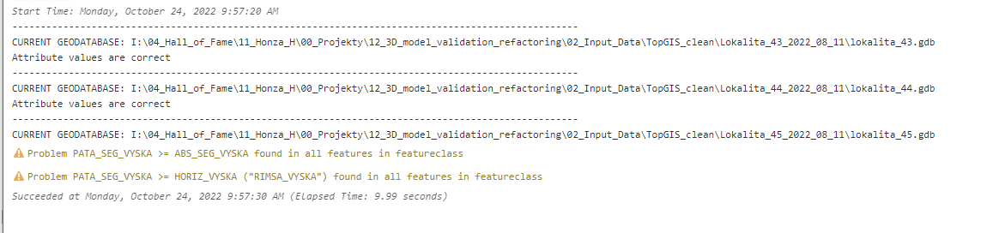 Start Time: Monday, October 24, 2022 9:57:20 AM
-----------------------------------------------------------------------------------------------------
CURRENT GEODATABASE: I:\04_Hall_of_Fame\11_Honza_H\00_Projekty\12_3D_model_validation_refactoring\02_Input_Data\TopGIS_clean\Lokalita_43_2022_08_11\lokalita_43.gdb
Attribute values are correct
-----------------------------------------------------------------------------------------------------
CURRENT GEODATABASE: I:\04_Hall_of_Fame\11_Honza_H\00_Projekty\12_3D_model_validation_refactoring\02_Input_Data\TopGIS_clean\Lokalita_44_2022_08_11\lokalita_44.gdb
Attribute values are correct
-----------------------------------------------------------------------------------------------------
CURRENT GEODATABASE: I:\04_Hall_of_Fame\11_Honza_H\00_Projekty\12_3D_model_validation_refactoring\02_Input_Data\TopGIS_clean\Lokalita_45_2022_08_11\lokalita_45.gdb
Problem PATA_SEG_VYSKA >= ABS_SEG_VYSKA found in all features in featureclass
Problem PATA_SEG_VYSKA >= HORIZ_VYSKA ("RIMSA_VYSKA") found in all features in featureclass
Succeeded at Monday, October 24, 2022 9:57:30 AM (Elapsed Time: 9.99 seconds)